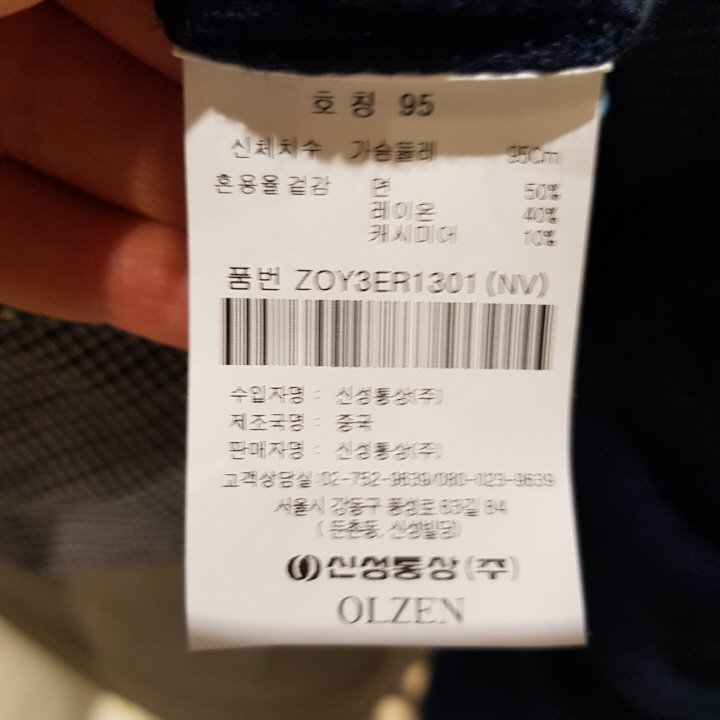 호칭 95
신체치수 가슴둘레 95Cm
혼용율 겉감 면 50%
레이온 40%
캐시미어 10%
품번 ZOY3ER1301 (NV)
수입자명 : 신성통상(주)
제조국명 : 중국
판매자명 : 신성통상(주)
고객상담실:02-752-9639/080-023-9639
서울시 강동구 풍성로 63길 84
( 둔촌동, 신성빌딩)
신성통상(주)
OLZEN